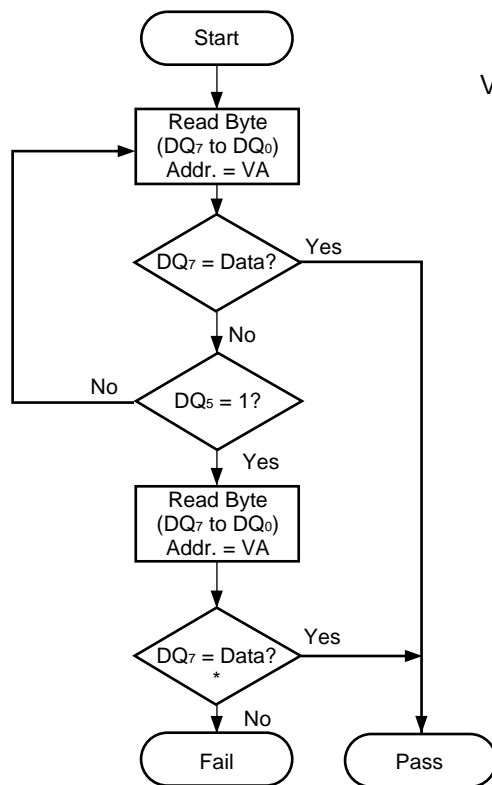 Start
V
Read Byte
(DQ7 to DQ0)
Addr. = VA
Yes
DQ7 = Data?
No
No
DQ5 = 1?
Yes
Read Byte
(DQ7 to DQ0)
Addr. = VA
Yes
DQ7 = Data?
*
No
Fail
Pass